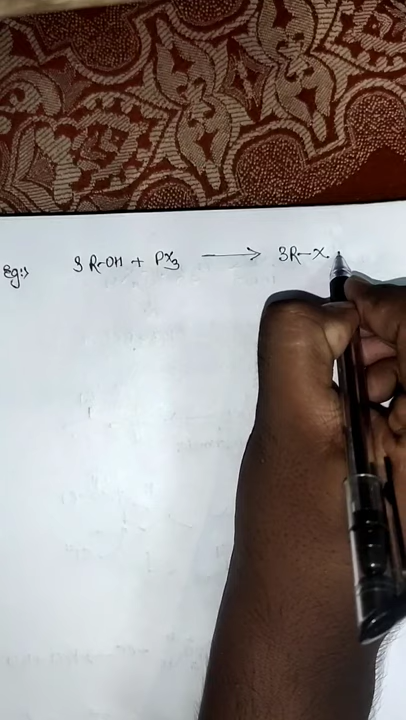 Eg:) 3 R-OH + PX₃ ⟶ 3R-X.